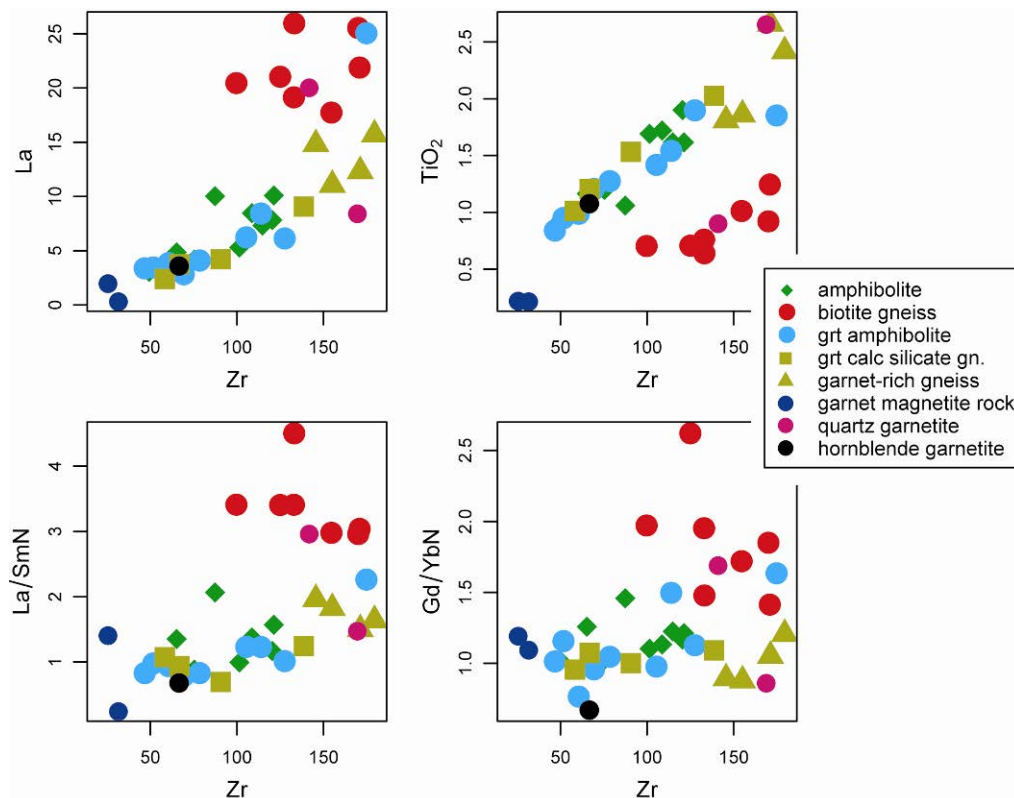 25
20
15
10
5
0
La
50
100
150
Zr
2.5
2.0
1.5
1.0
0.5
TiO₂
50
100
150
amphibolite
biotite gneiss
grt amphibolite
grt calc silicate gn.
garnet-rich gneiss
garnet magnetite rock
quartz garnetite
hornblende garnetite
4
3
2
1
La/SmN
50
100
150
Zr
2.5
2.0
1.5
1.0
Gd/YbN
50
100
150
Zr